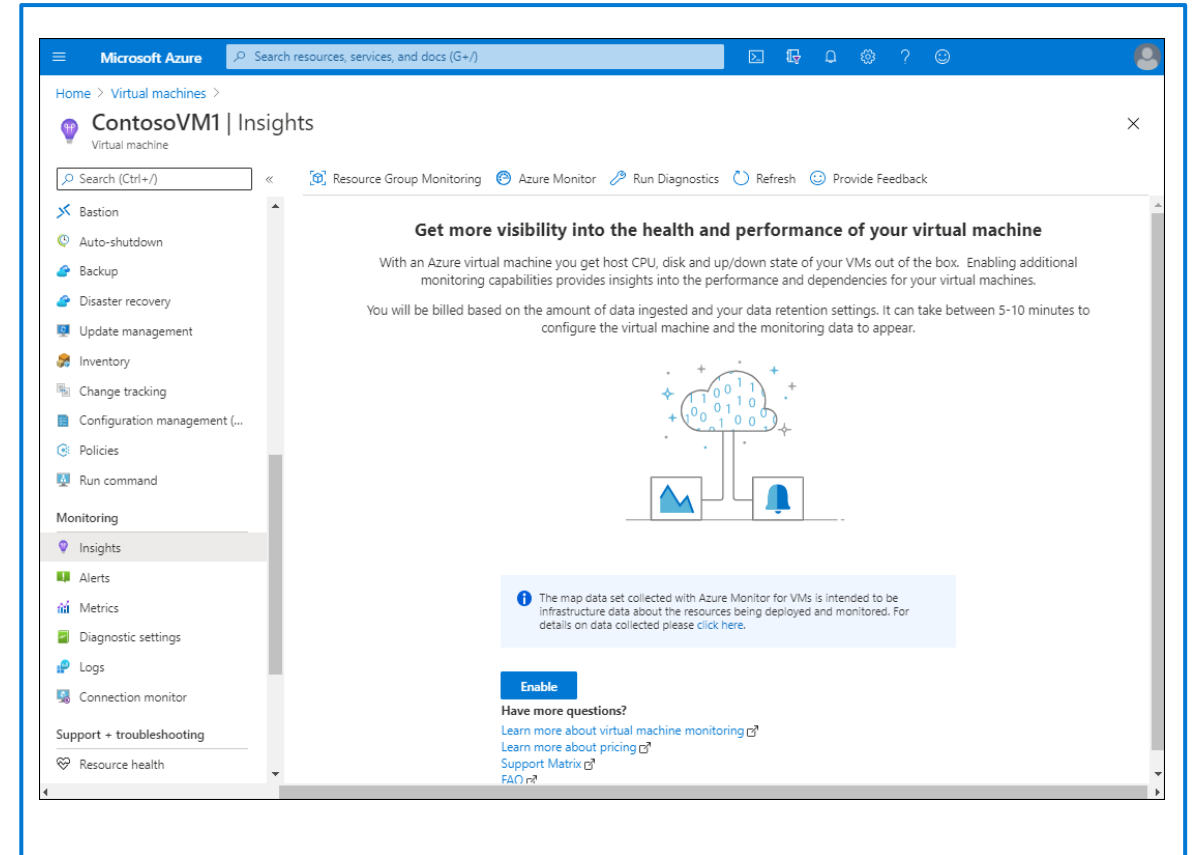 Microsoft Azure
Search resources, services, and docs (G+/)
Home > Virtual machines >
ContosoVM1 | Insights
Virtual machine
Search (Ctrl+/)
«
Resource Group Monitoring
Azure Monitor
Run Diagnostics
Refresh
Provide Feedback
Bastion
Auto-shutdown
Backup
Disaster recovery
Update management
Inventory
Change tracking
Configuration management (...
Policies
Run command
Monitoring
Insights
Alerts
Metrics
Diagnostic settings
Logs
Connection monitor
Support + troubleshooting
Resource health
Get more visibility into the health and performance of your virtual machine
With an Azure virtual machine you get host CPU, disk and up/down state of your VMs out of the box. Enabling additional
monitoring capabilities provides insights into the performance and dependencies for your virtual machines.
You will be billed based on the amount of data ingested and your data retention settings. It can take between 5-10 minutes to
configure the virtual machine and the monitoring data to appear.
The map data set collected with Azure Monitor for VMs is intended to be
infrastructure data about the resources being deployed and monitored. For
details on data collected please click here.
Enable
Have more questions?
Learn more about virtual machine monitoring
Learn more about pricing
Support Matrix
FAQ